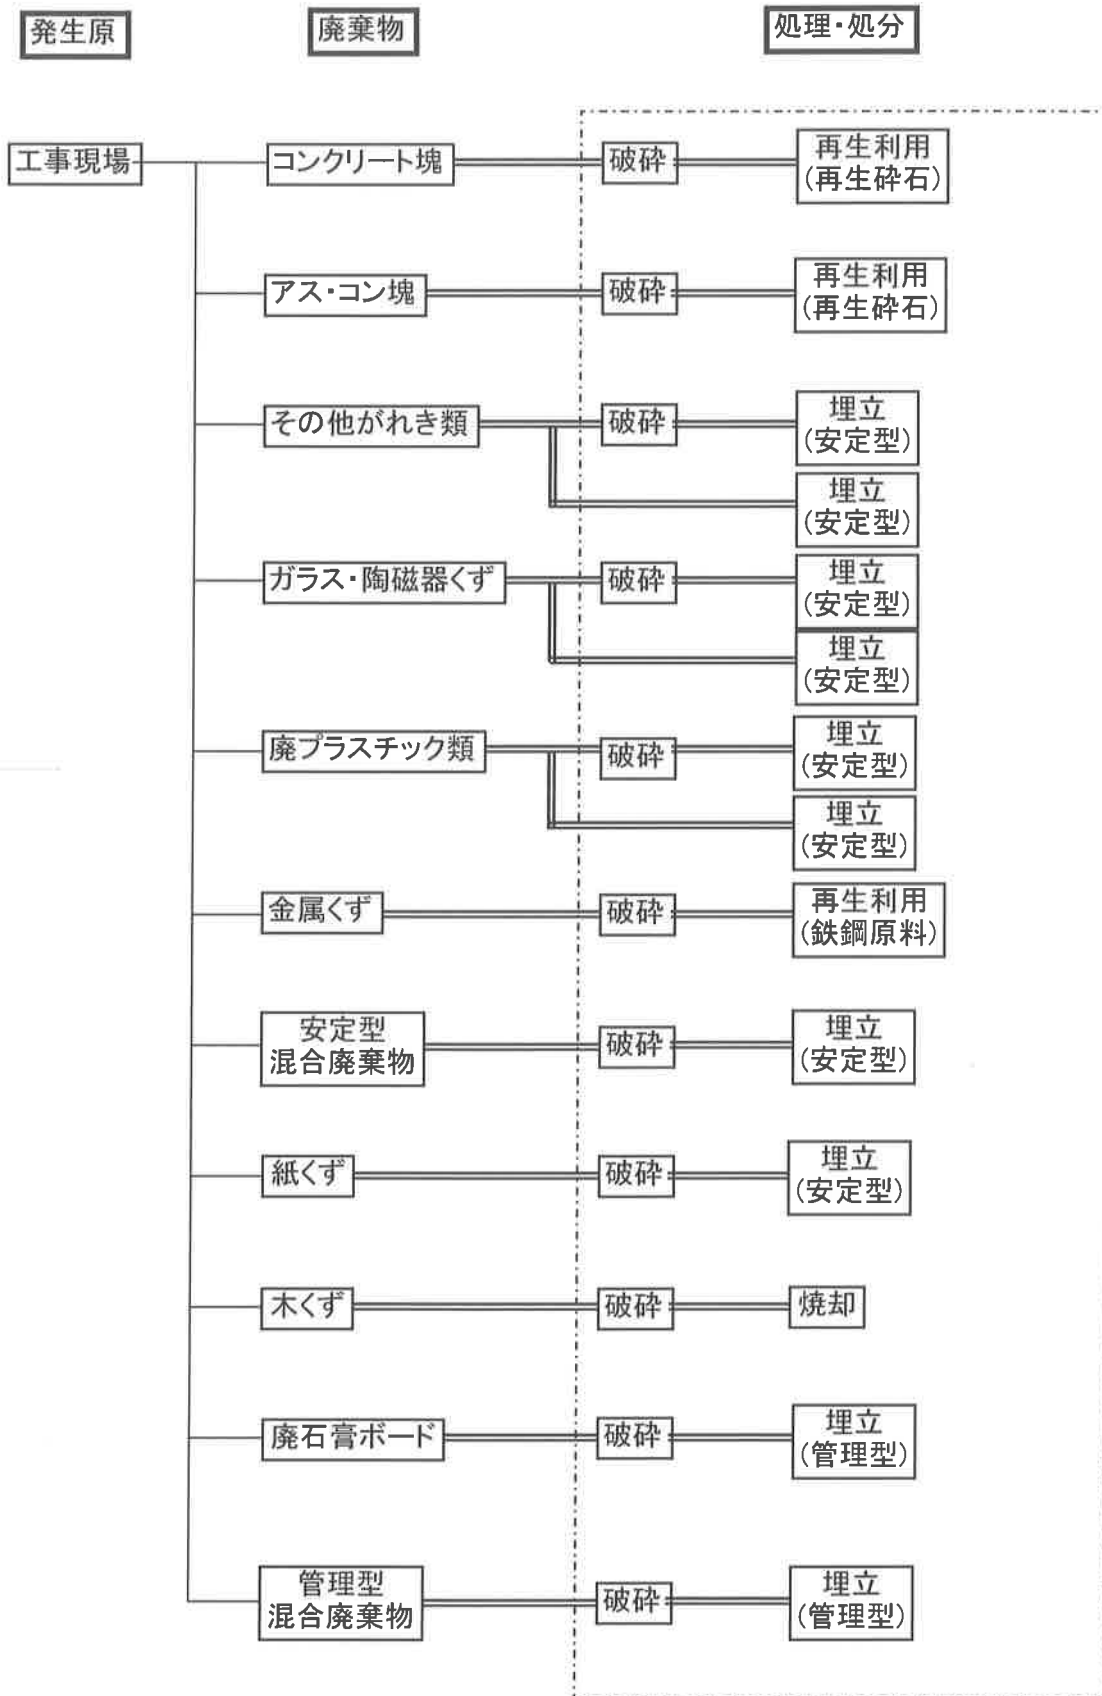 発生原
廃棄物
処理・処分
工事現場
コンクリート塊
破砕
再生利用
(再生砕石)
アス・コン塊
破砕
再生利用
(再生砕石)
その他がれき類
破砕
埋立
(安定型)
埋立
(安定型)
ガラス・陶磁器くず
破砕
埋立
(安定型)
埋立
(安定型)
廃プラスチック類
破砕
埋立
(安定型)
埋立
(安定型)
金属くず
破砕
再生利用
(鉄鋼原料)
安定型
混合廃棄物
破砕
埋立
(安定型)
紙くず
破砕
埋立
(安定型)
木くず
破砕
焼却
廃石膏ボード
破砕
埋立
(管理型)
管理型
混合廃棄物
破砕
埋立
(管理型)